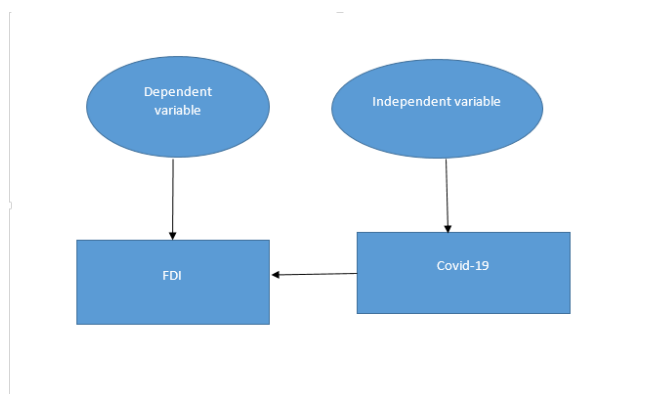 Dependent
variable
Independent variable
FDI
Covid-19